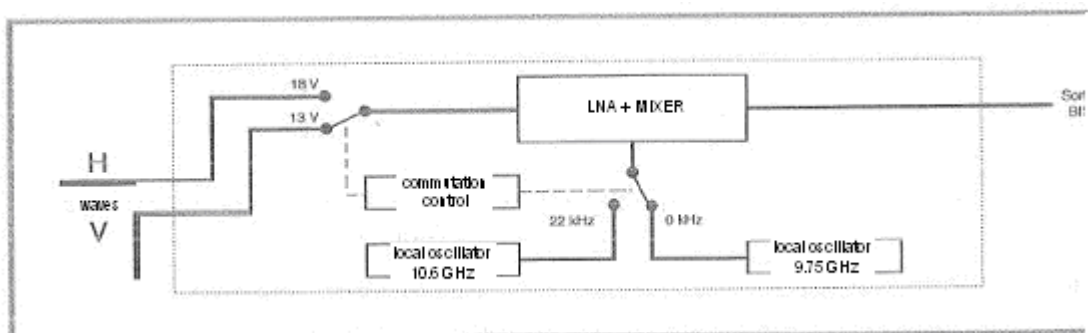 18 V
LNA + MIXER
13 V
H
waves
V
commutation
control
22 kHz
0 kHz
local oscillator
10.6 GHz
local oscillator
9.75 GHz